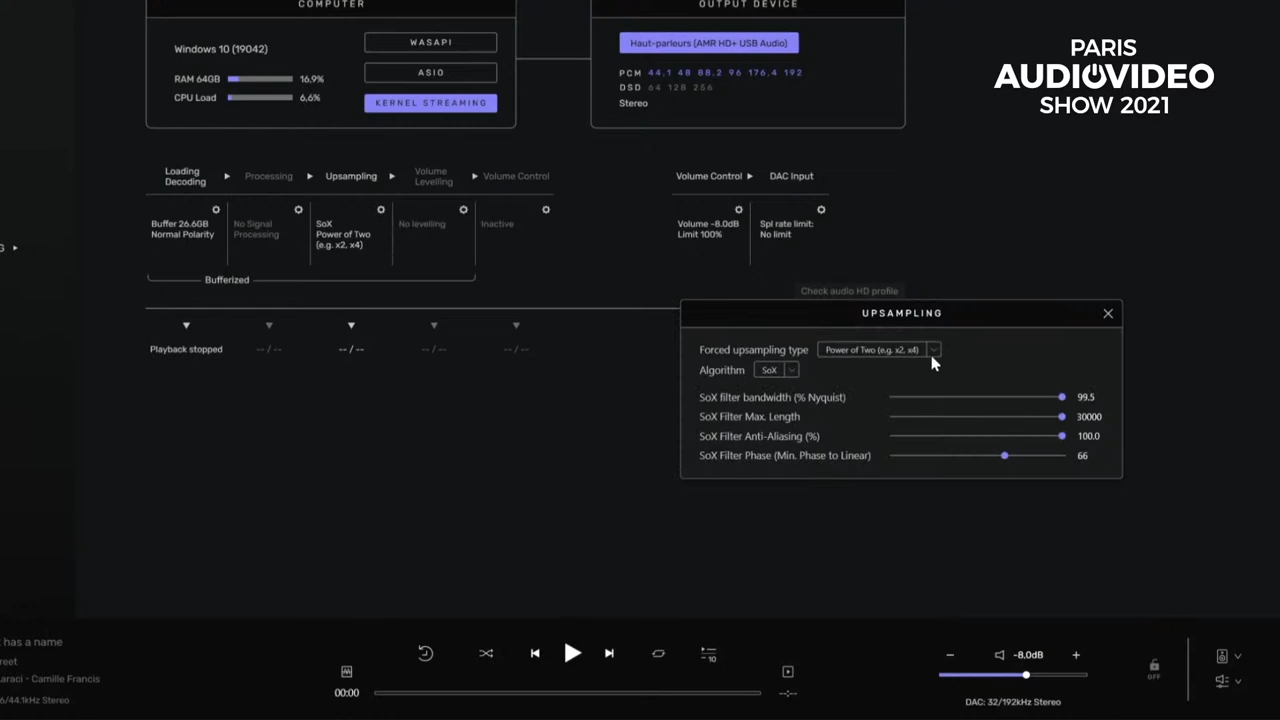 COMPUTER
OUTPUT DEVICE
Windows 10 (19042)
RAM 64GB 16,9%
CPU Load 6,6%
WASAPI
ASIO
KERNEL STREAMING
Haut-parleurs (AMR HD+ USB Audio)
PCM 44,1 48 88,2 96 176,4 192
DSD 64 128 256
Stereo
PARIS
AUDIOVIDEO
SHOW 2021
Loading
Decoding
Processing
Upsampling
Volume
Levelling
Volume Control
Volume Control
DAC Input
Buffer 26.6GB
Normal Polarity
No Signal
Processing
SoX
Power of Two
(e.g. x2, x4)
No levelling
Inactive
Volume -8.0dB
Limit 100%
Spl rate limit:
No limit
G
Bufferized
Check audio HD profile
Playback stopped
-- / --
-- / --
-- / --
-- / --
UPSAMPLING
Forced upsampling type Power of Two (e.g. x2, x4)
Algorithm SoX
SoX filter bandwidth (% Nyquist) 99.5
SoX Filter Max. Length 30000
SoX Filter Anti-Aliasing (%) 100.0
SoX Filter Phase (Min. Phase to Linear) 66
has a name
reet
araci - Camille Francis
6/44.1kHz Stereo
00:00
10
--:--
- -8.0dB +
DAC: 32/192kHz Stereo
OFF